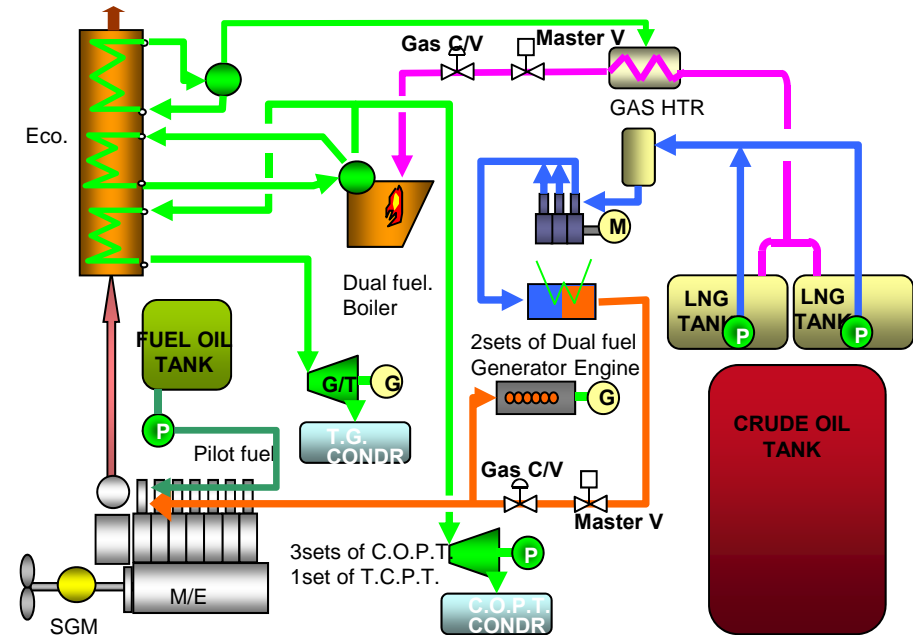 Gas C/V
Master V
GAS HTR
Eco.
M
Dual fuel.
Boiler
LNG
TANK
P
LNG
TANK
P
FUEL OIL
TANK
2sets of Dual fuel
Generator Engine
G/T
G
G
P
T.G.
CONDR
CRUDE OIL
TANK
Pilot fuel
Gas C/V
Master V
3sets of C.O.P.T.
1set of T.C.P.T.
P
M/E
C.O.P.T.
CONDR
SGM